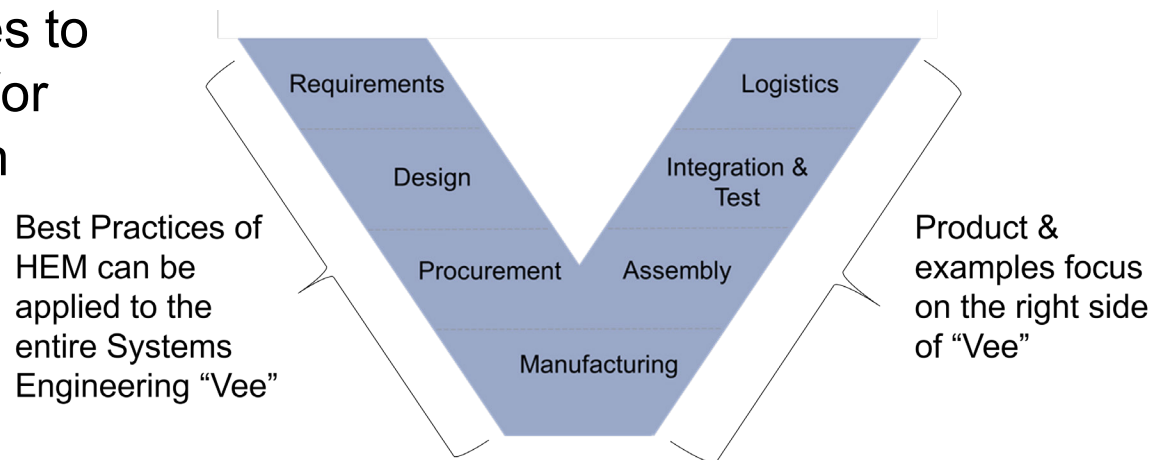 es to
for
Requirements
Logistics
Design
Integration &
Test
Procurement
Assembly
Manufacturing
Best Practices of
HEM can be
applied to the
entire Systems
Engineering “Vee”
Product &
examples focus
on the right side
of “Vee”